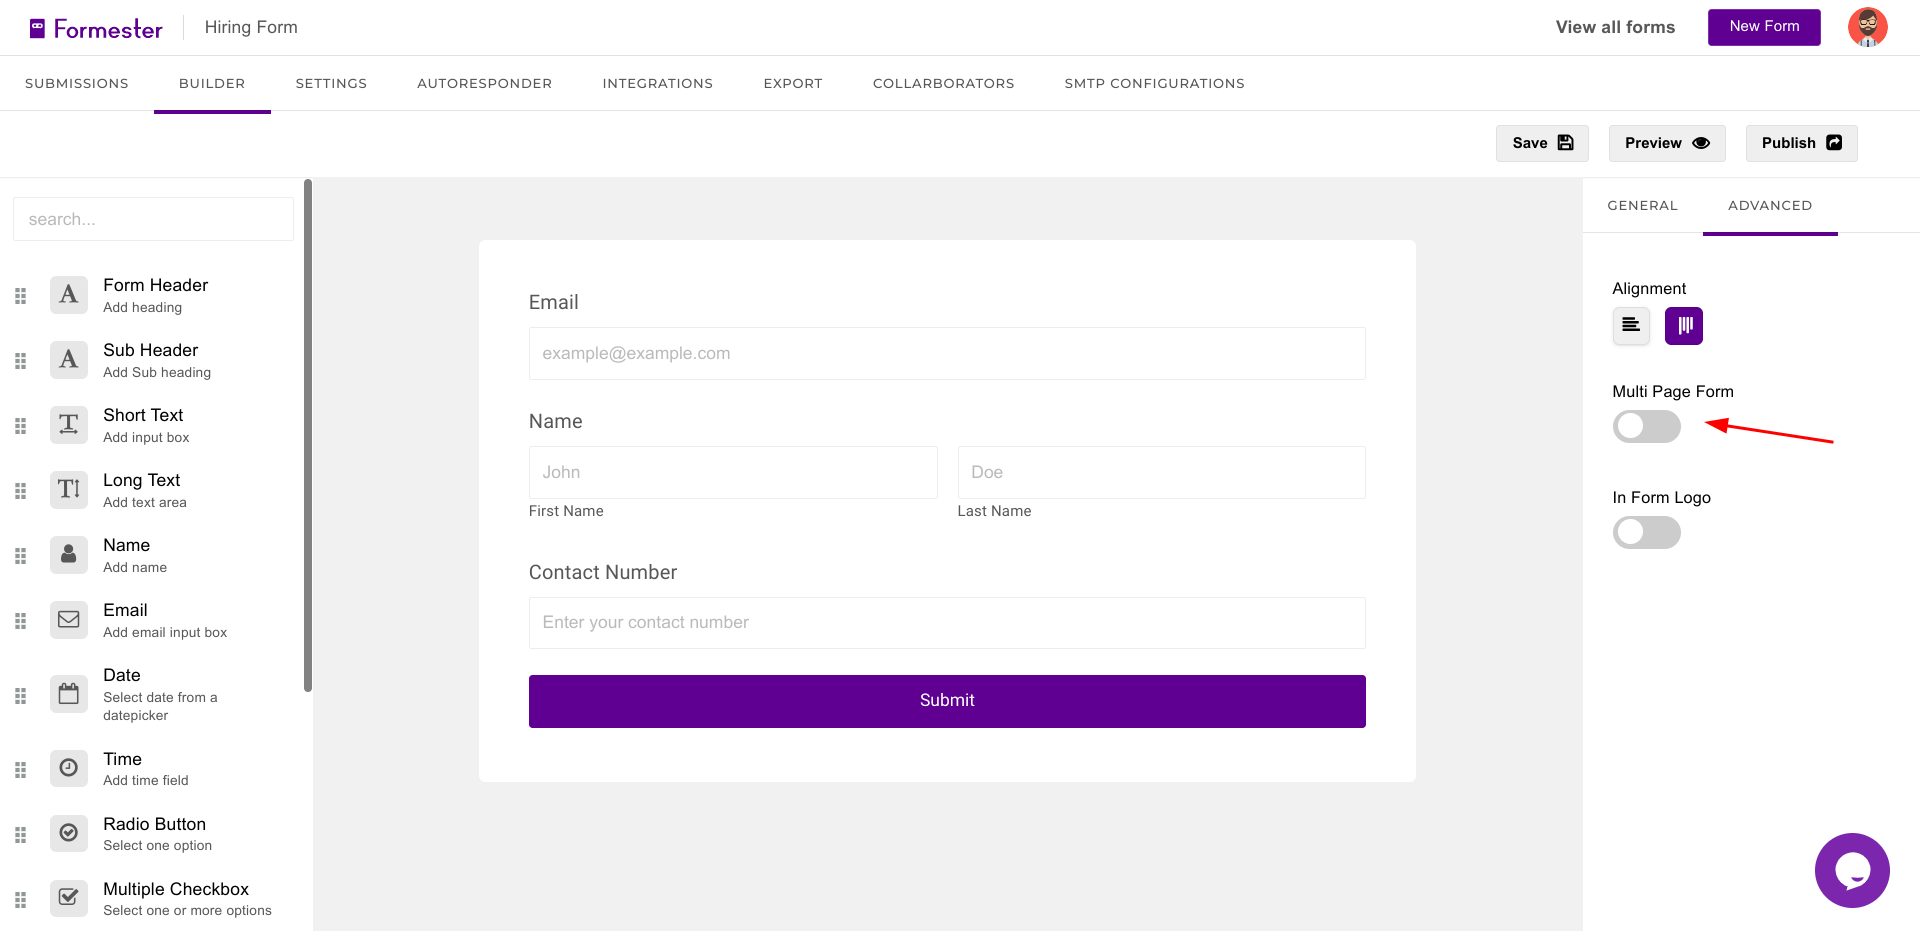 Formester
Hiring Form
View all forms
New Form
SUBMISSIONS
BUILDER
SETTINGS
AUTORESPONDER
INTEGRATIONS
EXPORT
COLLARBORATORS
SMTP CONFIGURATIONS
Save
Preview
Publish
search...
Form Header
Add heading
Sub Header
Add Sub heading
Short Text
Add input box
Long Text
Add text area
Name
Add name
Email
Add email input box
Date
Select date from a
datepicker
Time
Add time field
Radio Button
Select one option
Multiple Checkbox
Select one or more options
Email
example@example.com
Name
John
Doe
First Name
Last Name
Contact Number
Enter your contact number
Submit
GENERAL
ADVANCED
Alignment
Multi Page Form
In Form Logo